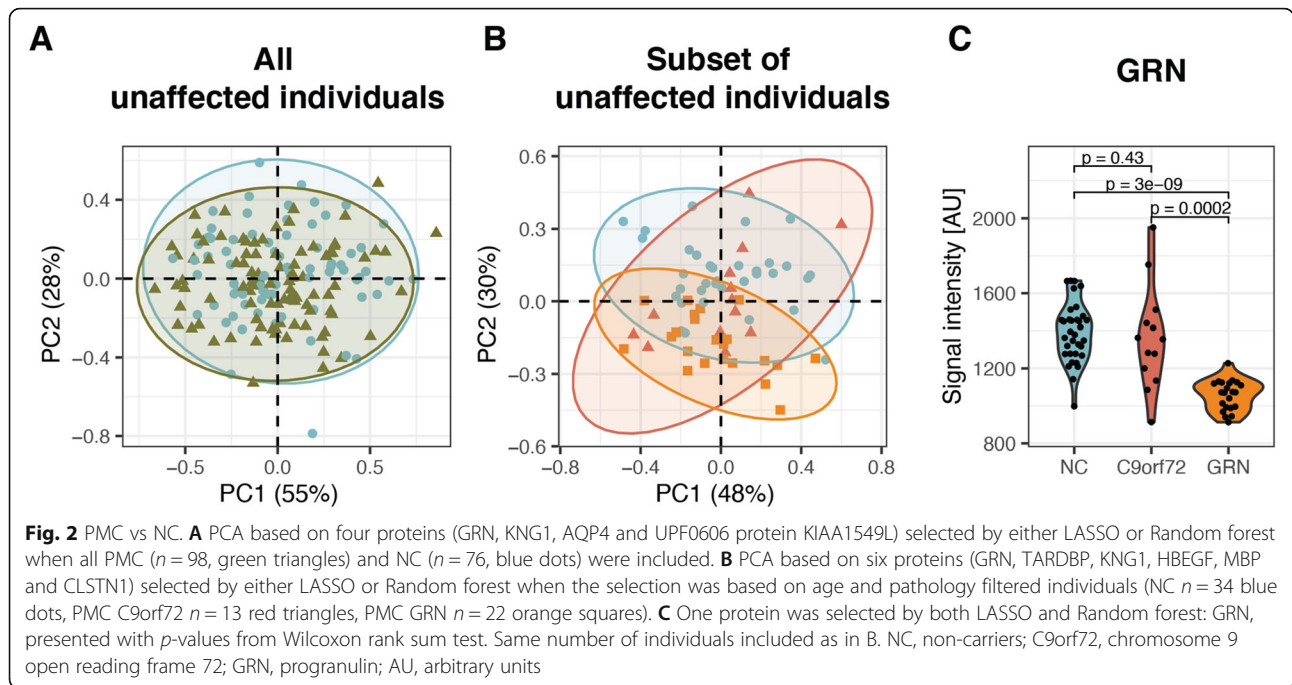 A
All
unaffected individuals
PC2 (28%)
0.4
0.0
−0.4
−0.8
−0.5
0.0
0.5
PC1 (55%)
B
Subset of
unaffected individuals
PC2 (30%)
0.6
0.3
0.0
−0.3
−0.6
−0.8
−0.4
0.0
0.4
0.8
PC1 (48%)
C
GRN
Signal intensity [AU]
2000
1600
1200
800
p = 0.43
p = 3e−09
p = 0.0002
NC
C9orf72
GRN
Fig. 2 PMC vs NC. A PCA based on four proteins (GRN, KNG1, AQP4 and UPF0606 protein KIAA1549L) selected by either LASSO or Random forest
when all PMC (n = 98, green triangles) and NC (n = 76, blue dots) were included. B PCA based on six proteins (GRN, TARDBP, KNG1, HBEGF, MBP
and CLSTN1) selected by either LASSO or Random forest when the selection was based on age and pathology filtered individuals (NC n = 34 blue
dots, PMC C9orf72 n = 13 red triangles, PMC GRN n = 22 orange squares). C One protein was selected by both LASSO and Random forest: GRN,
presented with p-values from Wilcoxon rank sum test. Same number of individuals included as in B. NC, non-carriers; C9orf72, chromosome 9
open reading frame 72; GRN, progranulin; AU, arbitrary units